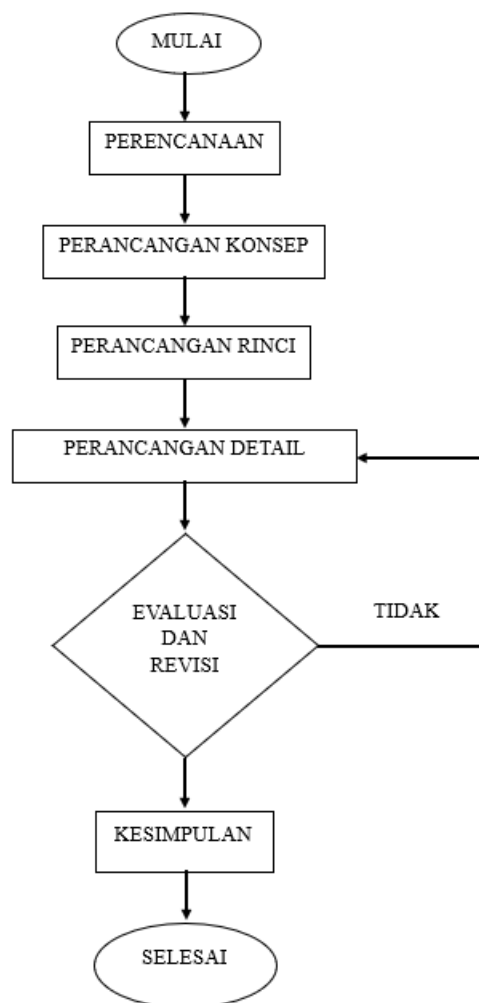 MULAI
PERENCANAAN
PERANCANGAN KONSEP
PERANCANGAN RINCI
PERANCANGAN DETAIL
EVALUASI
DAN
REVISI
TIDAK
KESIMPULAN
SELESAI